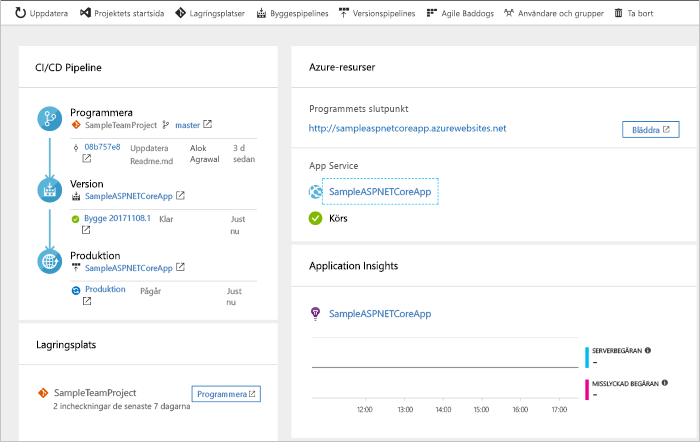 Uppdatera Projektets startsida Lagringsplatser Byggespipelines Versionspipelines Agile Baddogs Användare och grupper Ta bort
CI/CD Pipeline
Programmera
SampleTeamProject master
08b757e8 Uppdatera Readme.md Alok Agrawal 3 d sedan
Version
SampleASPNETCoreApp
Bygge 20171108.1 Klar Just nu
Produktion
SampleASPNETCoreApp
Produktion Pågår Just nu
Lagringsplats
SampleTeamProject
2 incheckningar de senaste 7 dagarna
Programmera
Azure-resurser
Programmets slutpunkt
http://sampleaspnetcoreapp.azurewebsites.net
Bläddra
App Service
SampleASPNETCoreApp
Körs
Application Insights
SampleASPNETCoreApp
SERVERBEGÄRAN
--
MISSLYCKAD BEGÄRAN
--
12:00 13:00 14:00 15:00 16:00 17:00